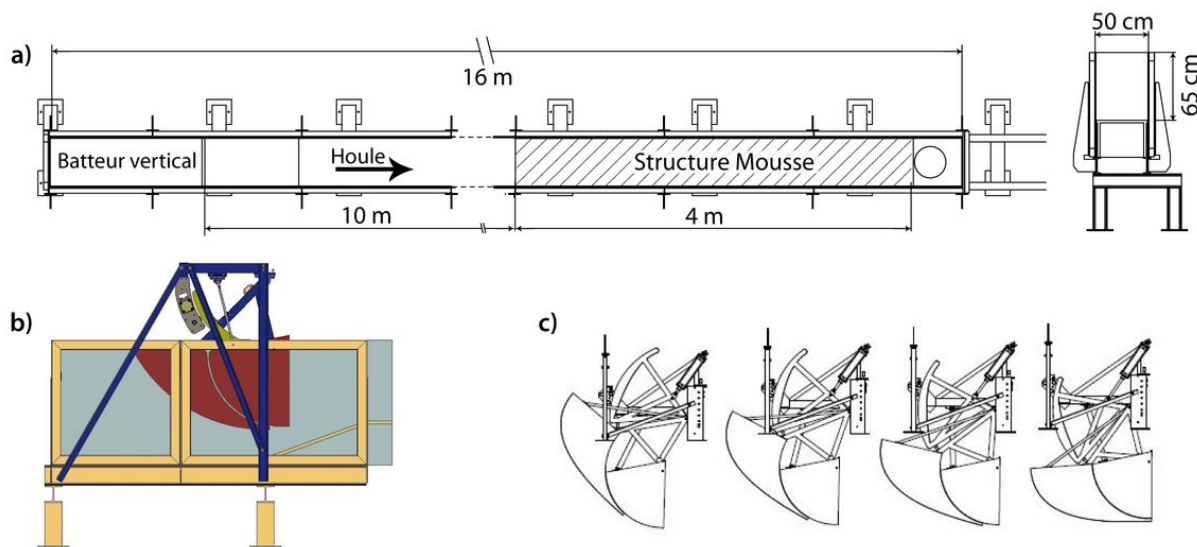 a)
16 m
50 cm
65 cm
Batteur vertical
Houle
Structure Mousse
10 m
4 m
b)
c)